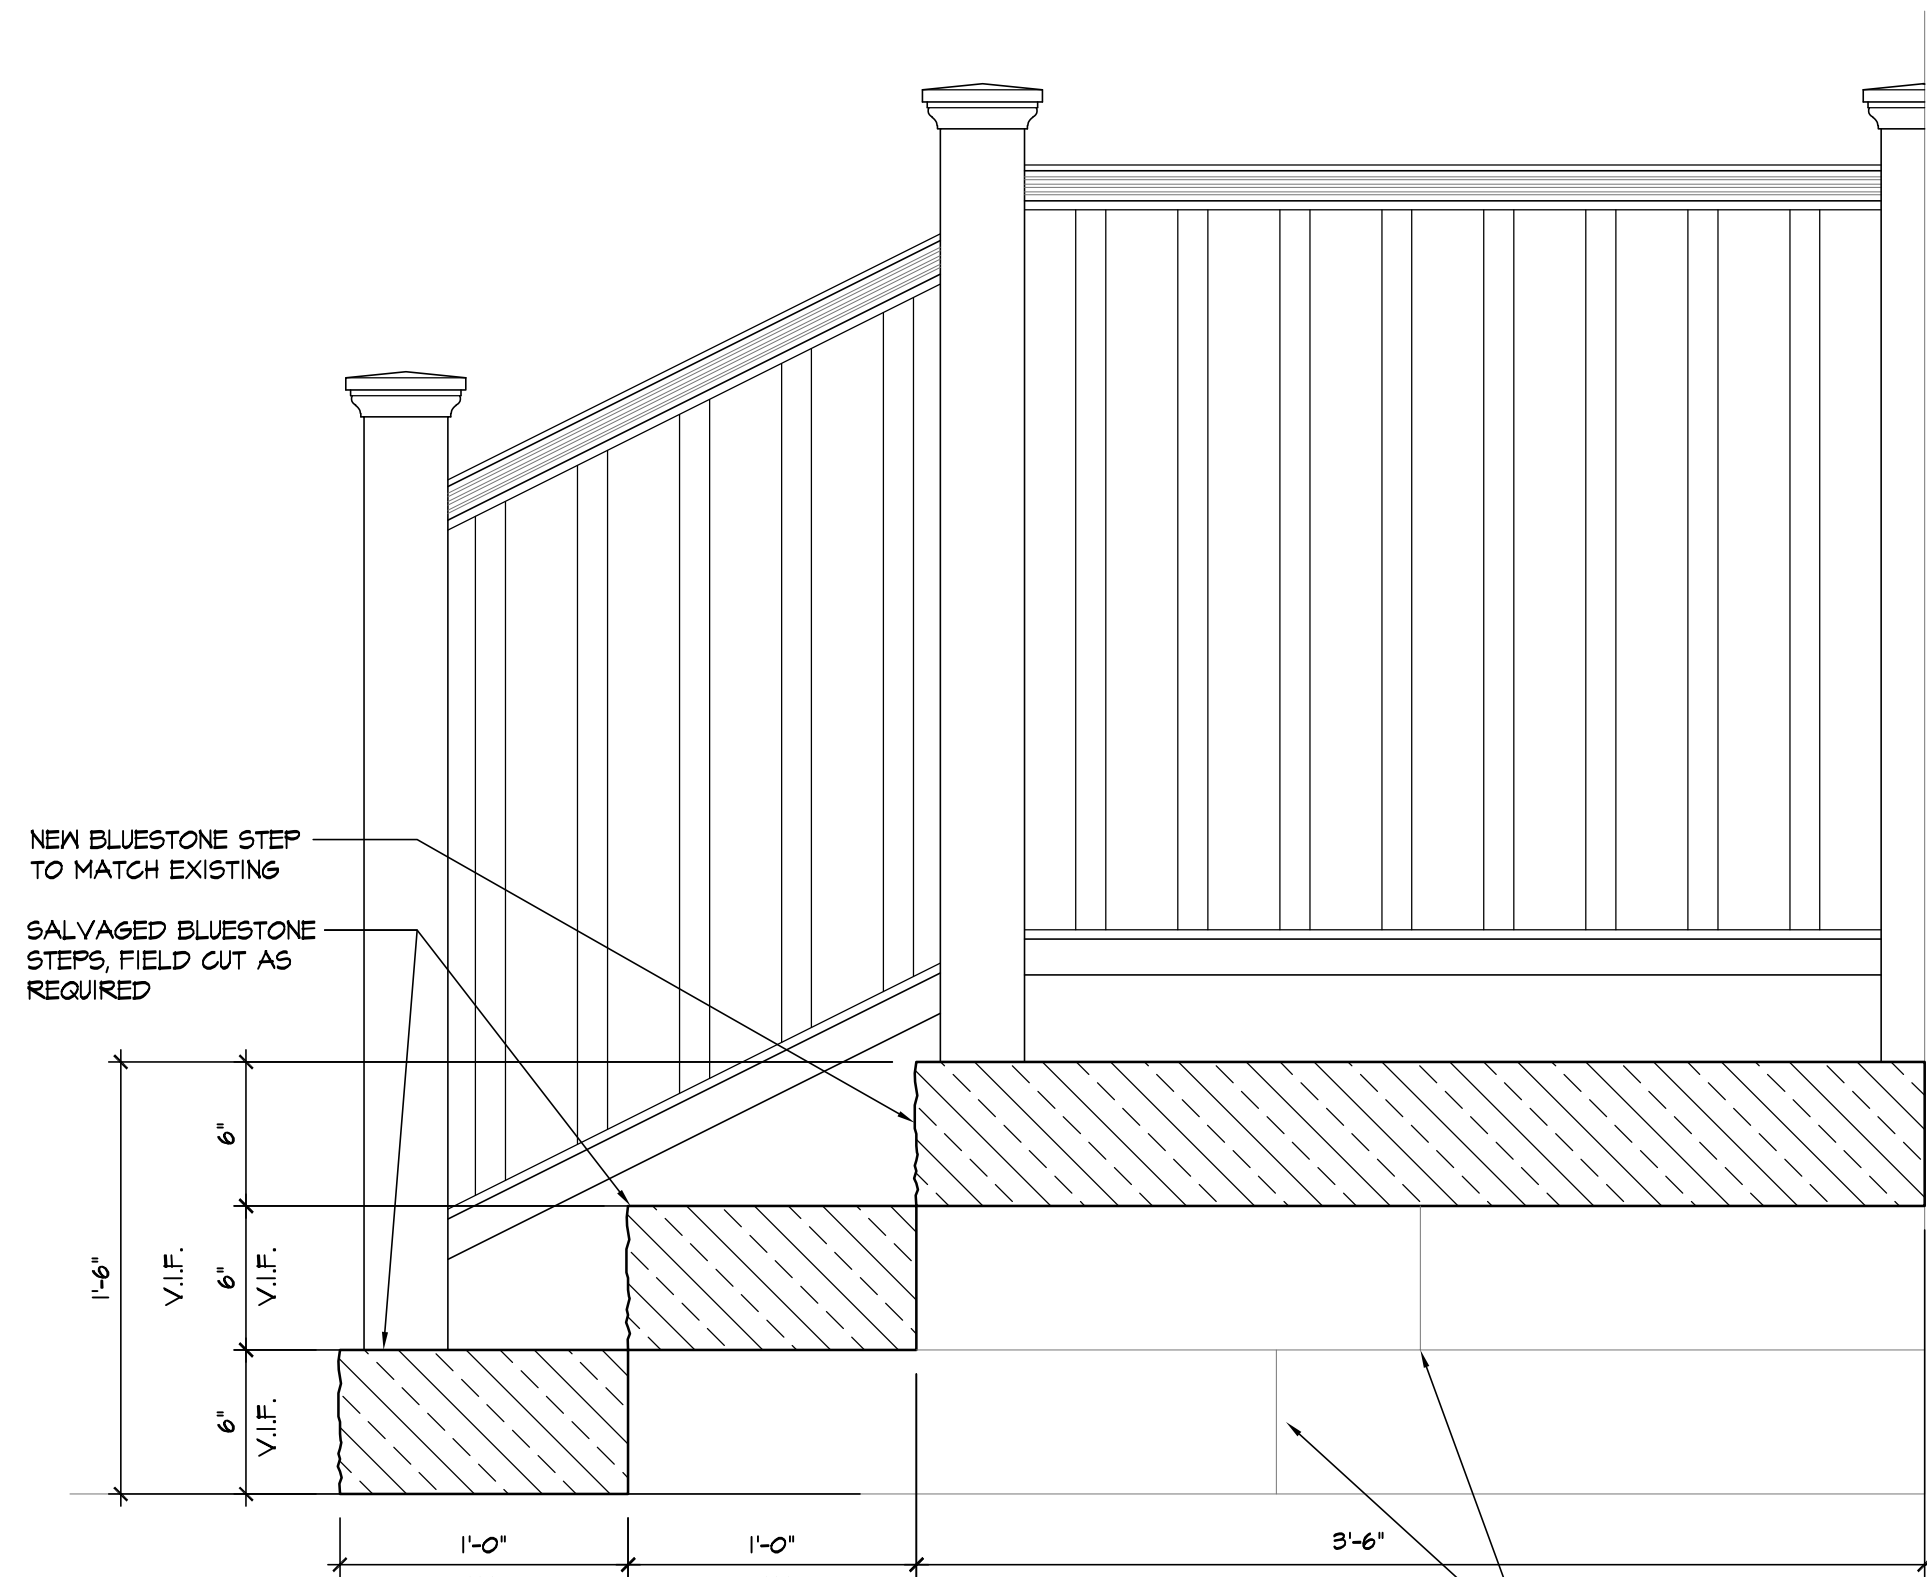 NEW BLUESTONE STEP
TO MATCH EXISTING
SALVAGED BLUESTONE
STEPS, FIELD CUT AS
REQUIRED
6"
1'-6"
V.I.F.
6"
V.I.F.
6"
V.I.F.
1'-0"
1'-0"
3'-6"